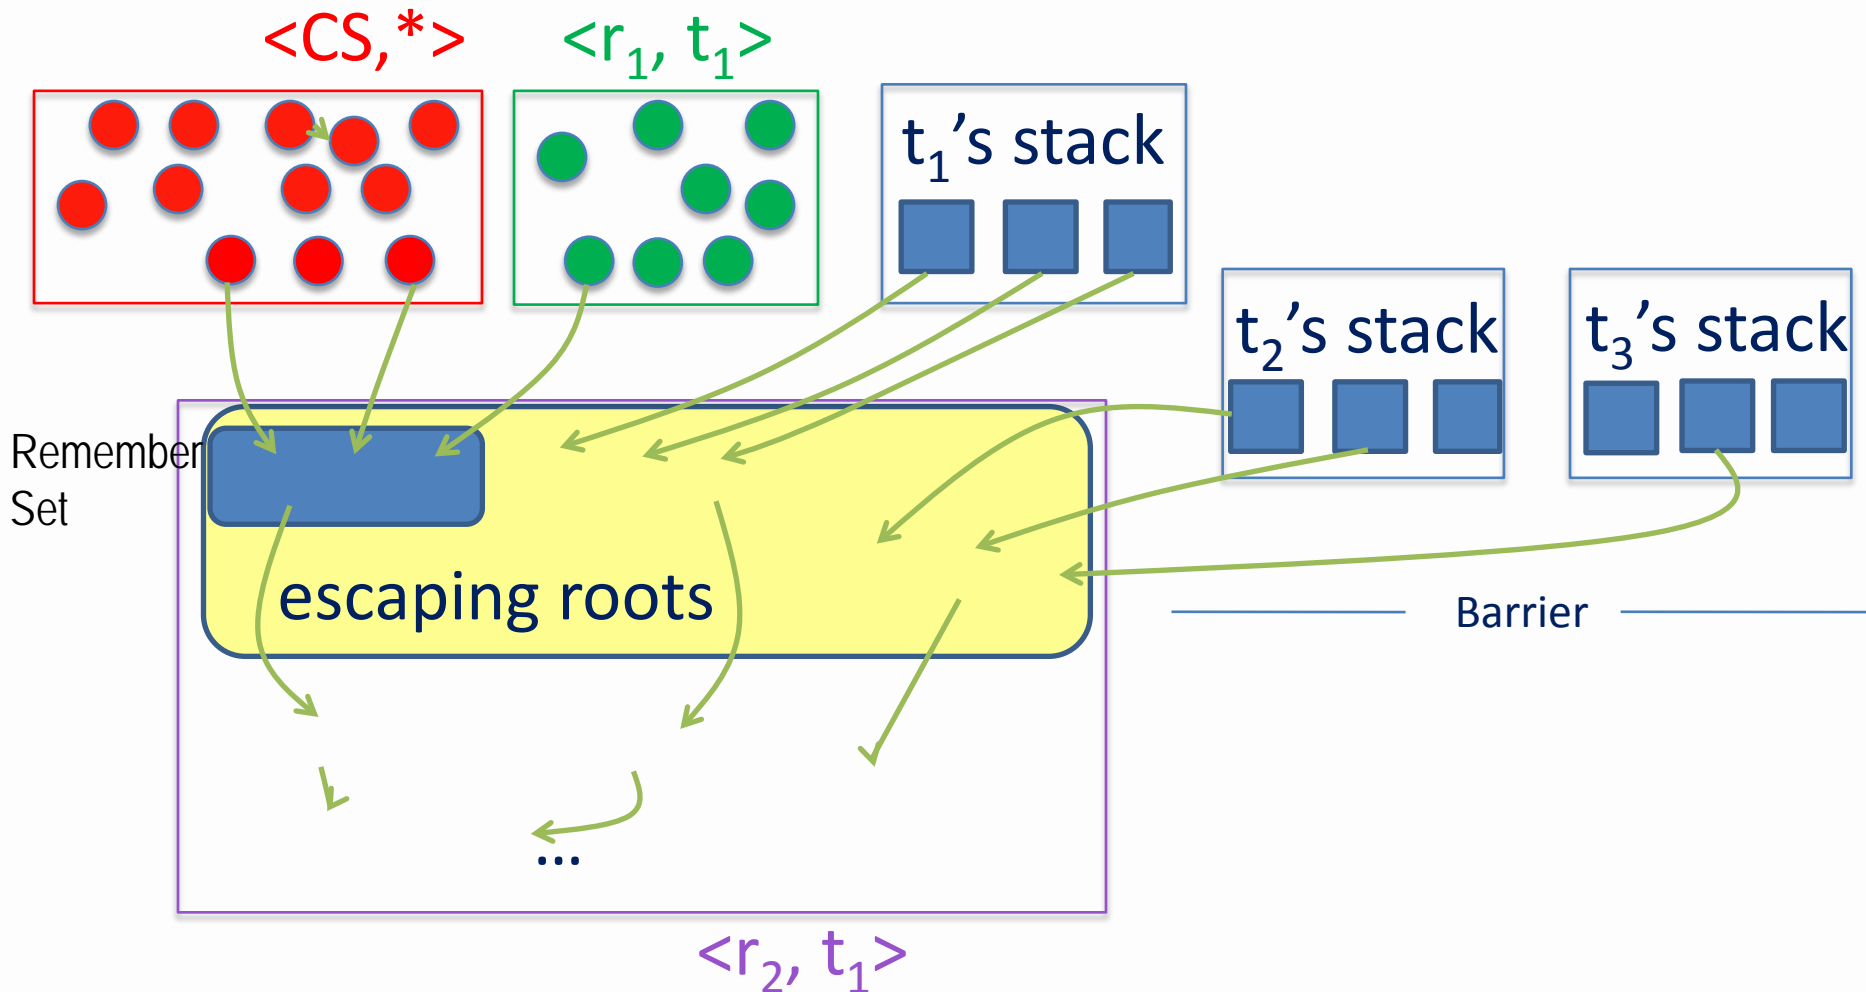 <CS,*>
<r₁, t₁>
t₁’s stack
t₂’s stack
t₃’s stack
Remember
Set
escaping roots
Barrier
...
<r₂, t₁>